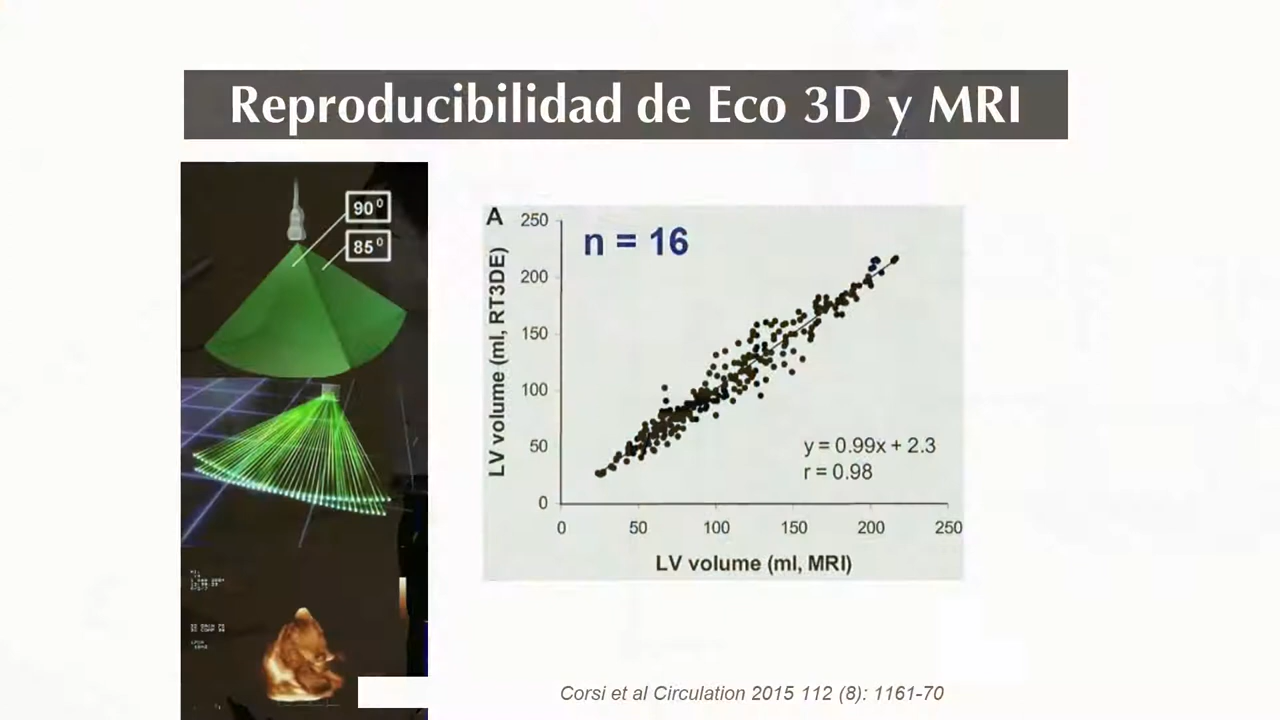 Reproducibilidad de Eco 3D y MRI
90⁰
85⁰
A
n = 16
LV volume (ml, RT3DE)
250
200
150
100
50
0
y = 0.99x + 2.3
r = 0.98
0 50 100 150 200 250
LV volume (ml, MRI)
Corsi et al Circulation 2015 112 (8): 1161-70